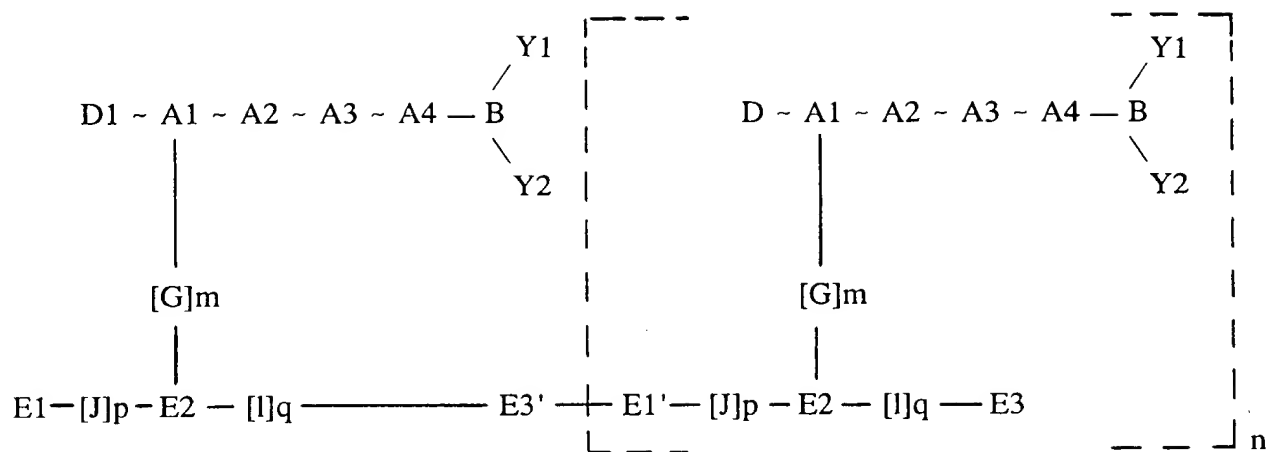 Y1 Y1
D1 ~ A1 ~ A2 ~ A3 ~ A4 — B D ~ A1 ~ A2 ~ A3 ~ A4 — B
Y2 Y2
[G]m [G]m
E1—[J]p—E2 — [l]q —— E3' — E1'— [J]p — E2 — [l]q — E3
n